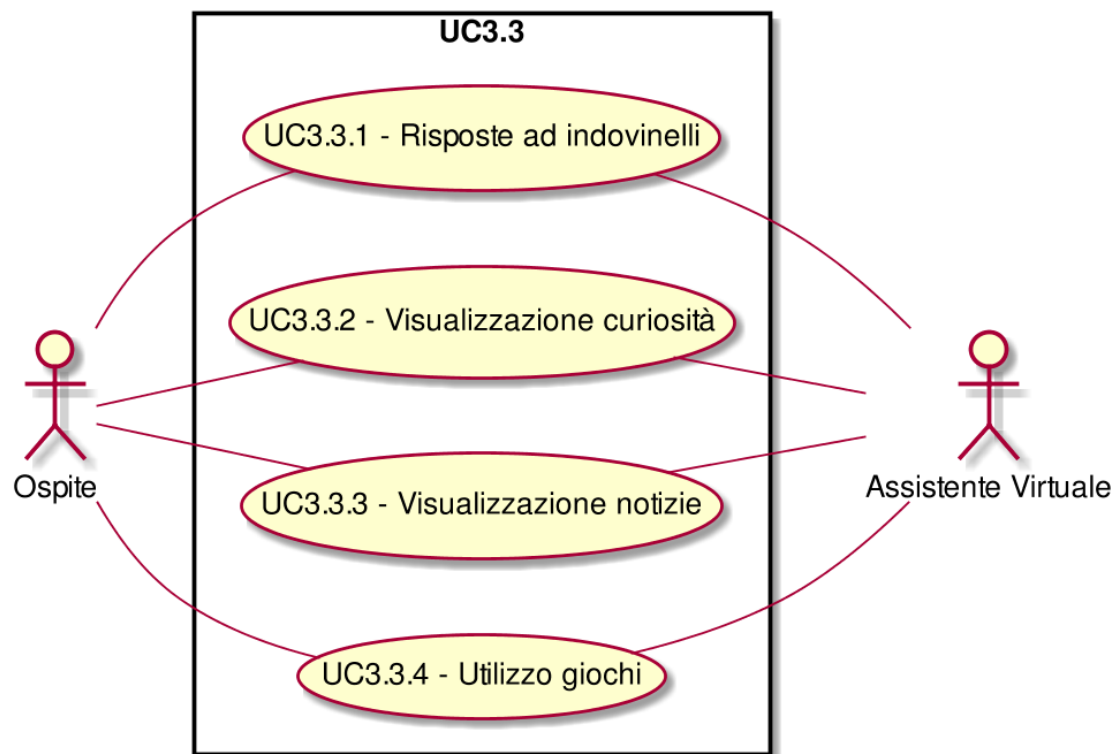 UC3.3
UC3.3.1 - Risposte ad indovinelli
UC3.3.2 - Visualizzazione curiosità
UC3.3.3 - Visualizzazione notizie
Ospite
Assistente Virtuale
UC3.3.4 - Utilizzo giochi